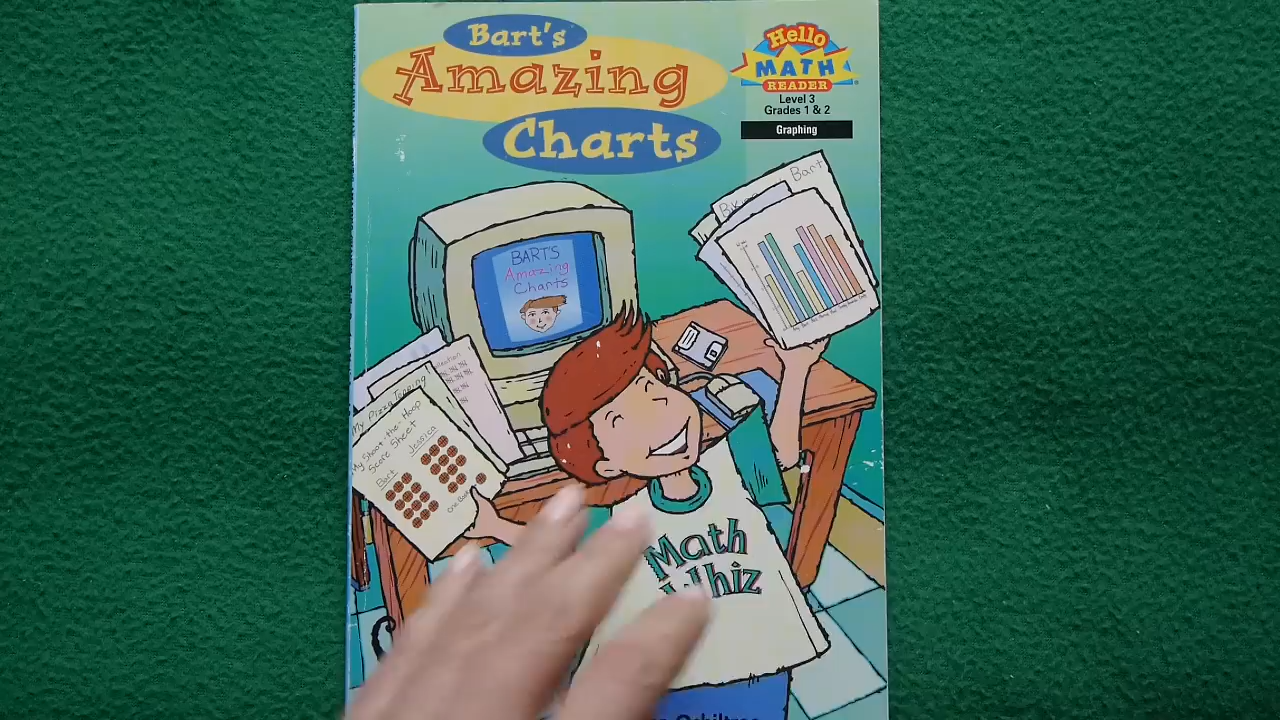 Bart's
Amazing
Charts
Hello
MATH
READER
Level 3
Grades 1 & 2
Graphing
Bart
BART'S
Amazing
Charts
My Pizza Topping
My Shoot-the-Hoop
Score Sheet
Bart
Jessica
Math
Whiz